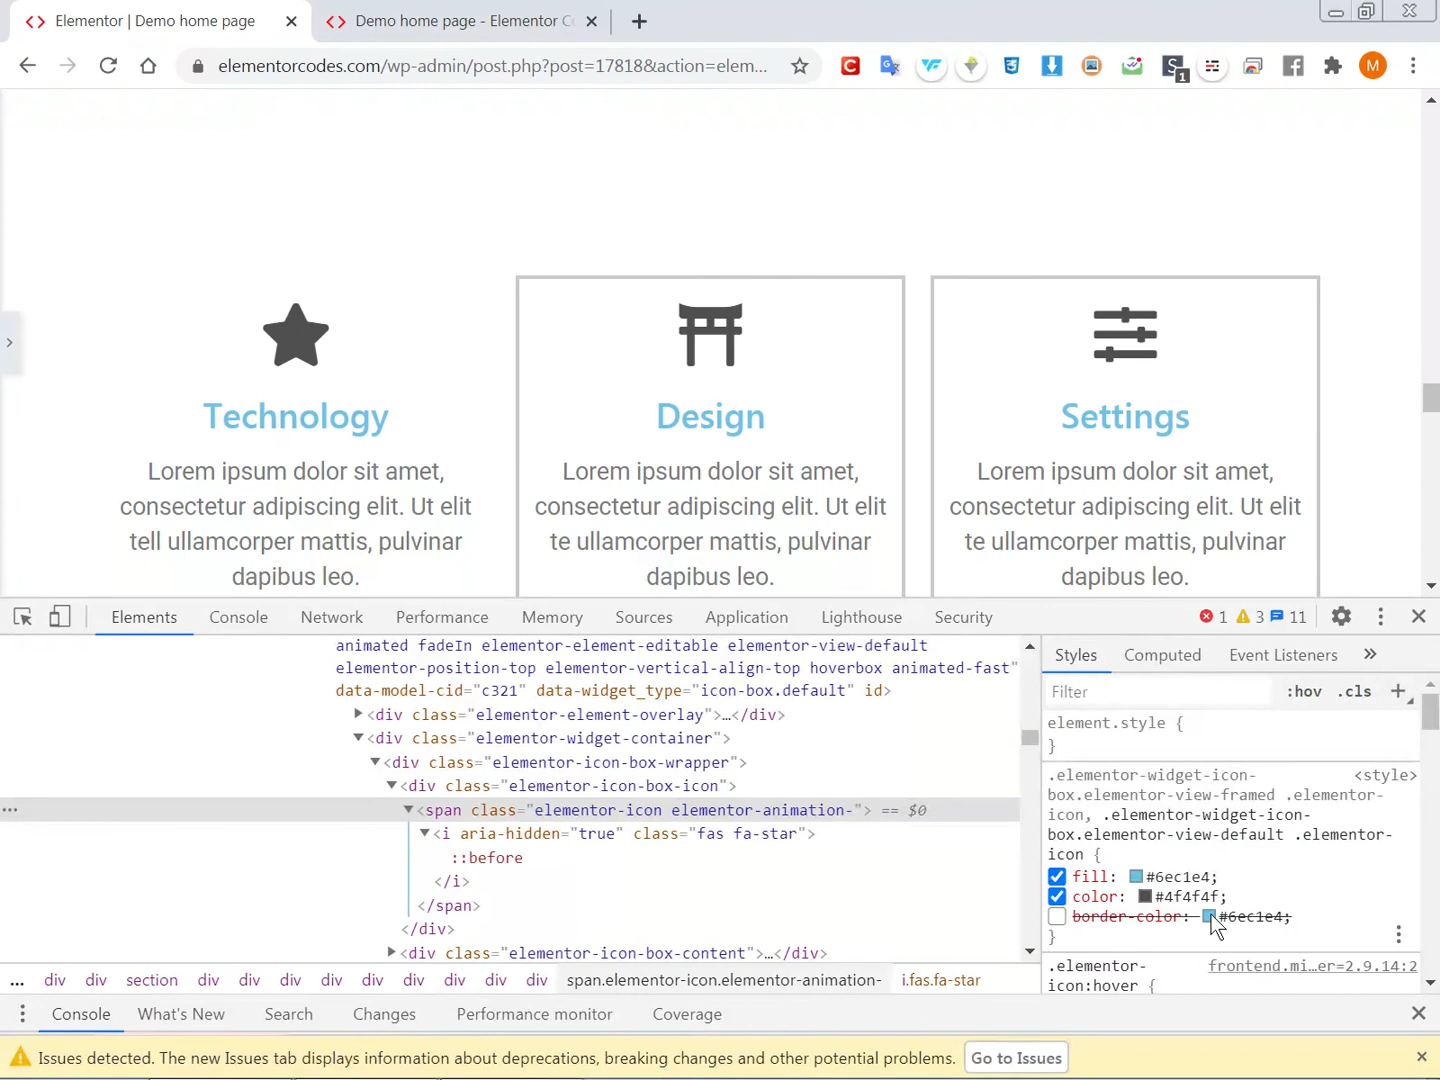 Elementor | Demo home page
Demo home page - Elementor C
elementorcodes.com/wp-admin/post.php?post=17818&action=elem...
1
M
Technology
Lorem ipsum dolor sit amet,
consectetur adipiscing elit. Ut elit
tell ullamcorper mattis, pulvinar
dapibus leo.
Design
Lorem ipsum dolor sit amet,
consectetur adipiscing elit. Ut elit
te ullamcorper mattis, pulvinar
dapibus leo.
Settings
Lorem ipsum dolor sit amet,
consectetur adipiscing elit. Ut elit
te ullamcorper mattis, pulvinar
dapibus leo.
Elements Console Network Performance Memory Sources Application Lighthouse Security 1 3 11
animated fadeIn elementor-element-editable elementor-view-default
elementor-position-top elementor-vertical-align-top hoverbox animated-fast"
data-model-cid="c321" data-widget_type="icon-box.default" id>
<div class="elementor-element-overlay">…</div>
<div class="elementor-widget-container">
<div class="elementor-icon-box-wrapper">
<div class="elementor-icon-box-icon">
<span class="elementor-icon elementor-animation-"> == $0
<i aria-hidden="true" class="fas fa-star">
::before
</i>
</span>
</div>
<div class="elementor-icon-box-content">…</div>
... div div section div div div div div div div div span.elementor-icon.elementor-animation- i.fas.fa-star
Styles Computed Event Listeners »
Filter :hov .cls +
element.style {
}
.elementor-widget-icon- <style>
box.elementor-view-framed .elementor-
icon, .elementor-widget-icon-
box.elementor-view-default .elementor-
icon {
fill: #6ec1e4;
color: #4f4f4f;
border-color: #6ec1e4;
}
.elementor- frontend.mi…er=2.9.14:2
icon:hover {
Console What's New Search Changes Performance monitor Coverage
Issues detected. The new Issues tab displays information about deprecations, breaking changes and other potential problems. Go to Issues